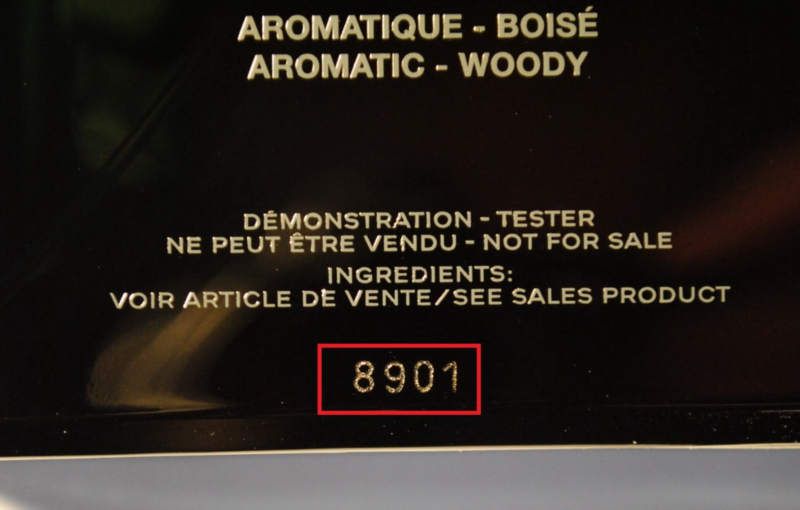 AROMATIQUE - BOISÉ
AROMATIC - WOODY
DÉMONSTRATION - TESTER
NE PEUT ÊTRE VENDU - NOT FOR SALE
INGREDIENTS:
VOIR ARTICLE DE VENTE/SEE SALES PRODUCT
8901